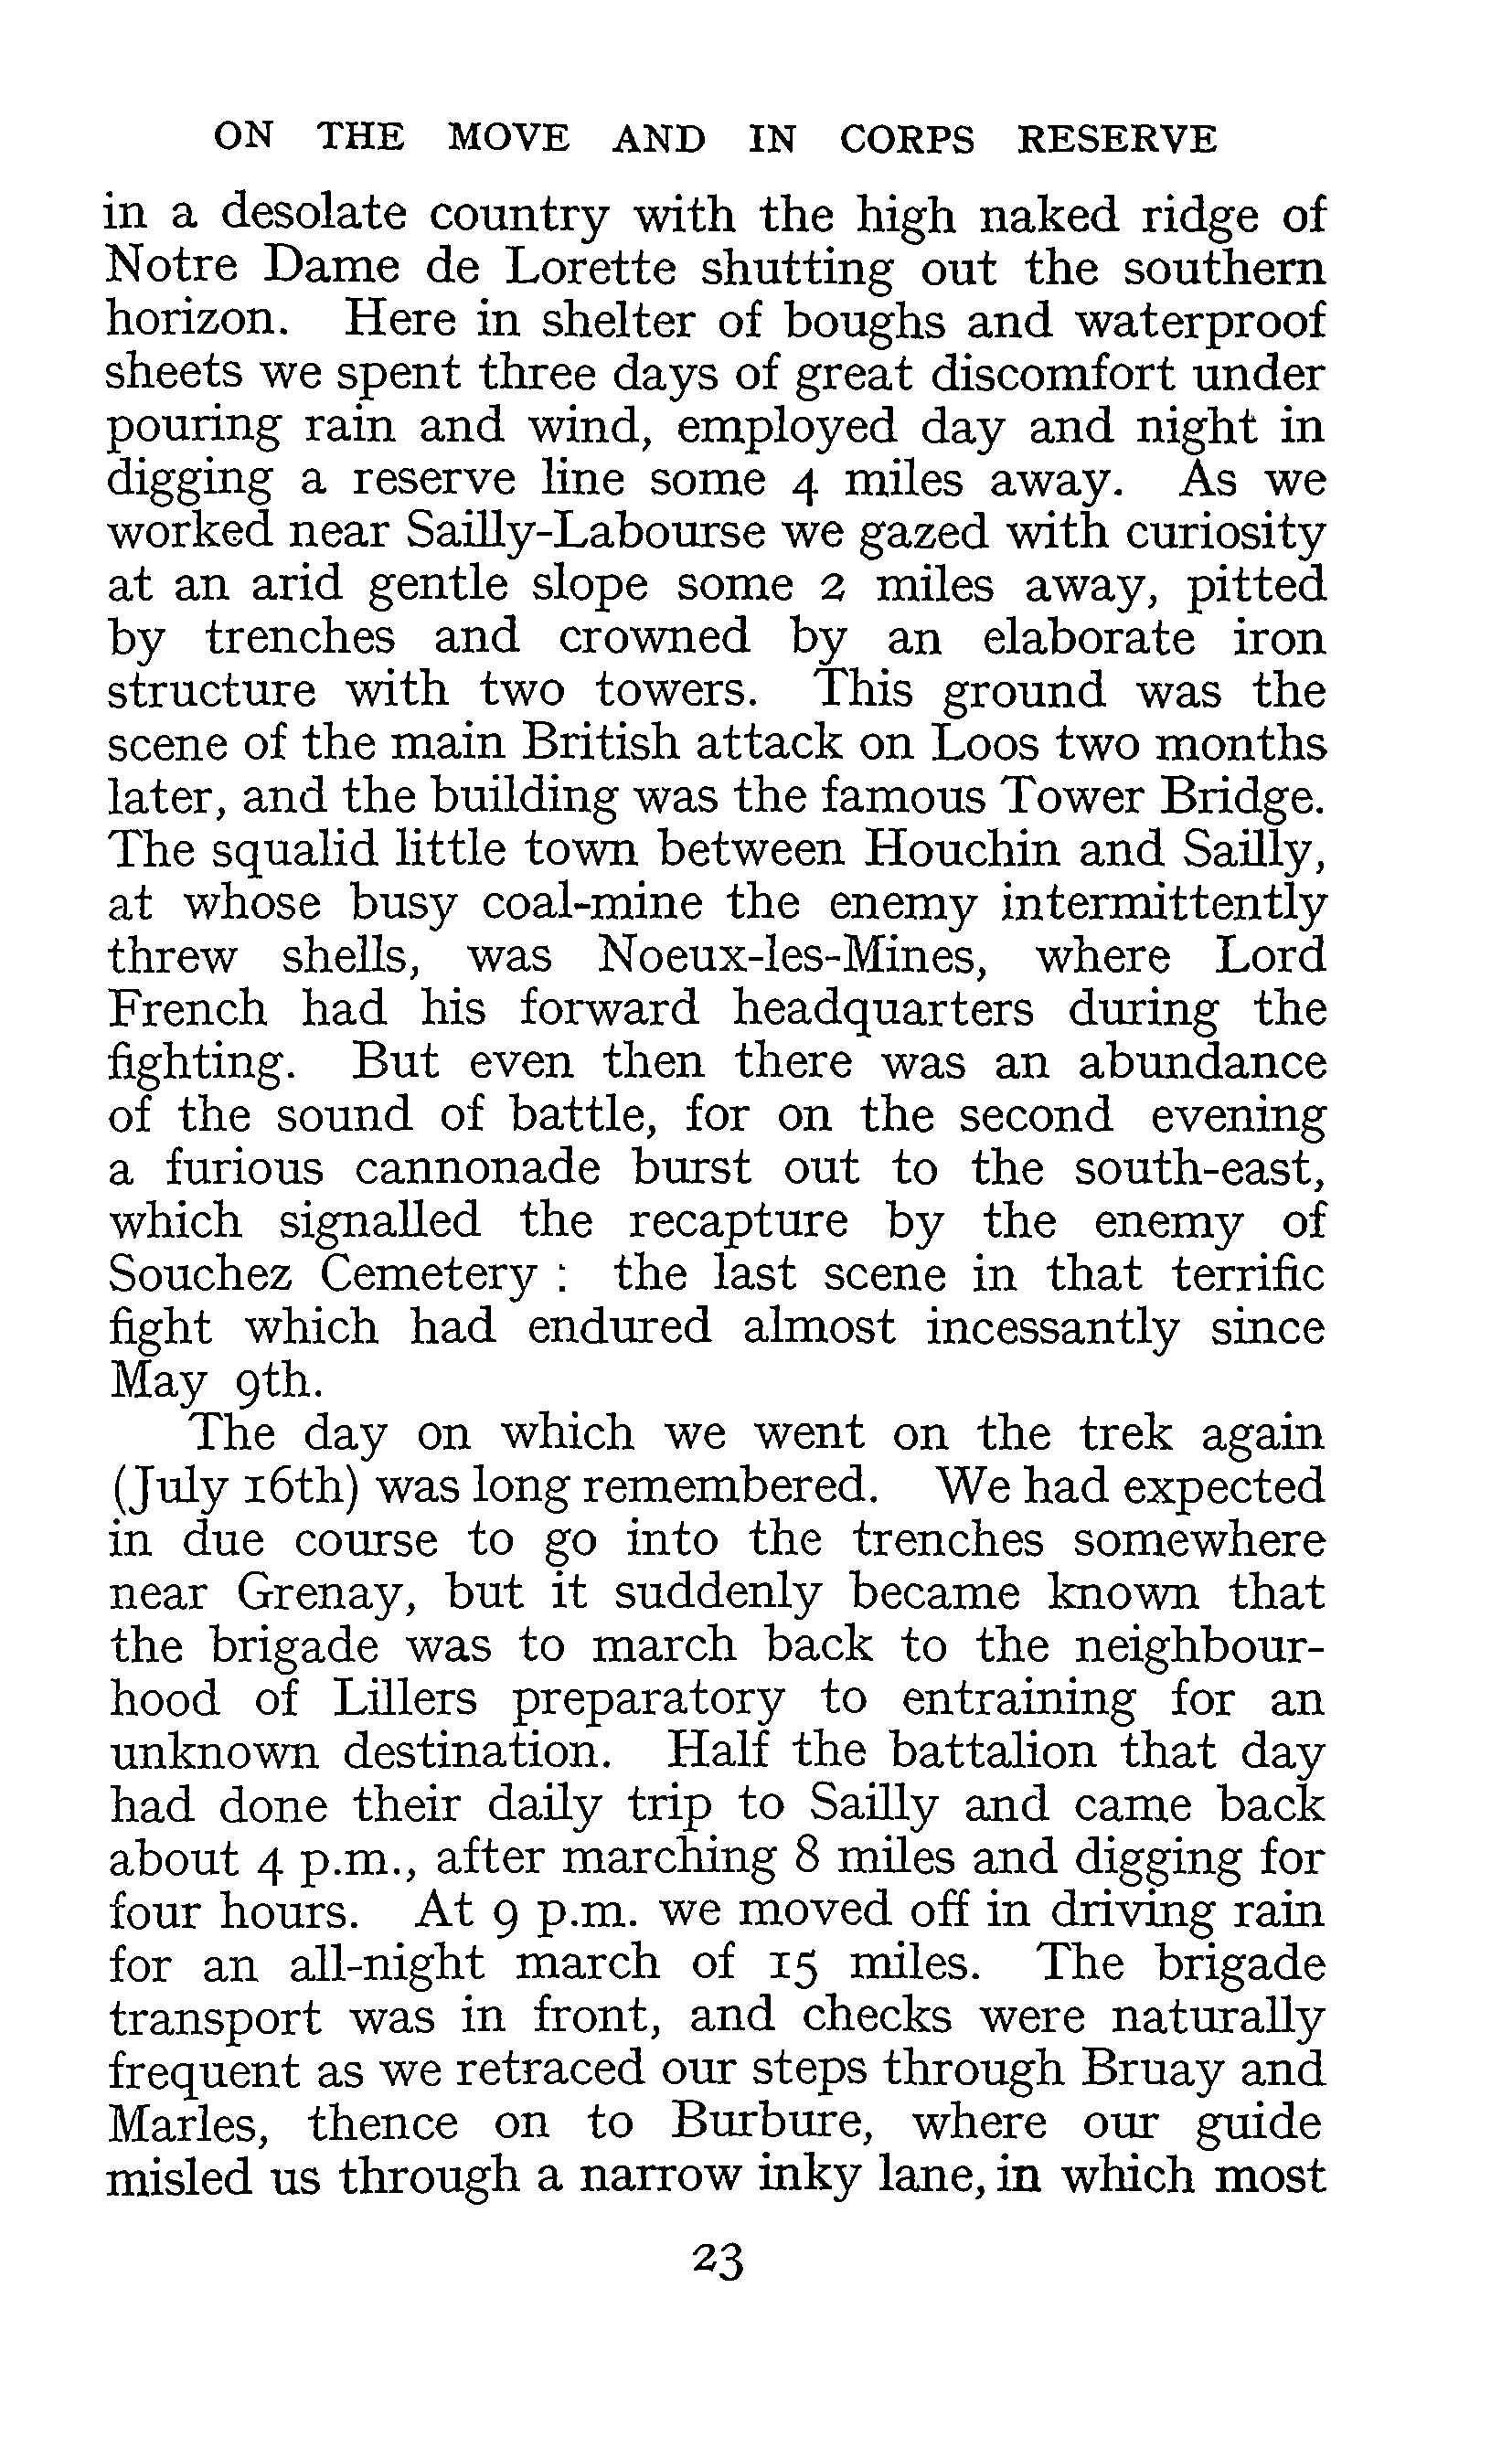 ON THE MOVE AND IN CORPS RESERVE
in a desolate country with the high naked ridge of
Notre Dame de Lorette shutting out the southern
horizon. Here in shelter of boughs and waterproof
sheets we spent three days of great discomfort under
pouring rain and wind, employed day and night in
digging a reserve line some 4 miles away. As we
worked near Sailly-Labourse we gazed with curiosity
at an arid gentle slope some 2 miles away, pitted
by trenches and crowned by an elaborate iron
structure with two towers. This ground was the
scene of the main British attack on Loos two months
later, and the building was the famous Tower Bridge.
The squalid little town between Houchin and Sailly,
at whose busy coal-mine the enemy intermittently
threw shells, was Noeux-les-Mines, where Lord
French had his forward headquarters during the
fighting. But even then there was an abundance
of the sound of battle, for on the second evening
a furious cannonade burst out to the south-east,
which signalled the recapture by the enemy of
Souchez Cemetery : the last scene in that terrific
fight which had endured almost incessantly since
May 9th.
The day on which we went on the trek again
(July 16th) was long remembered. We had expected
in due course to go into the trenches somewhere
near Grenay, but it suddenly became known that
the brigade was to march back to the neighbour-
hood of Lillers preparatory to entraining for an
unknown destination. Half the battalion that day
had done their daily trip to Sailly and came back
about 4 p.m., after marching 8 miles and digging for
four hours. At 9 p.m. we moved off in driving rain
for an all-night march of 15 miles. The brigade
transport was in front, and checks were naturally
frequent as we retraced our steps through Bruay and
Marles, thence on to Burbure, where our guide
misled us through a narrow inky lane, in which most
23